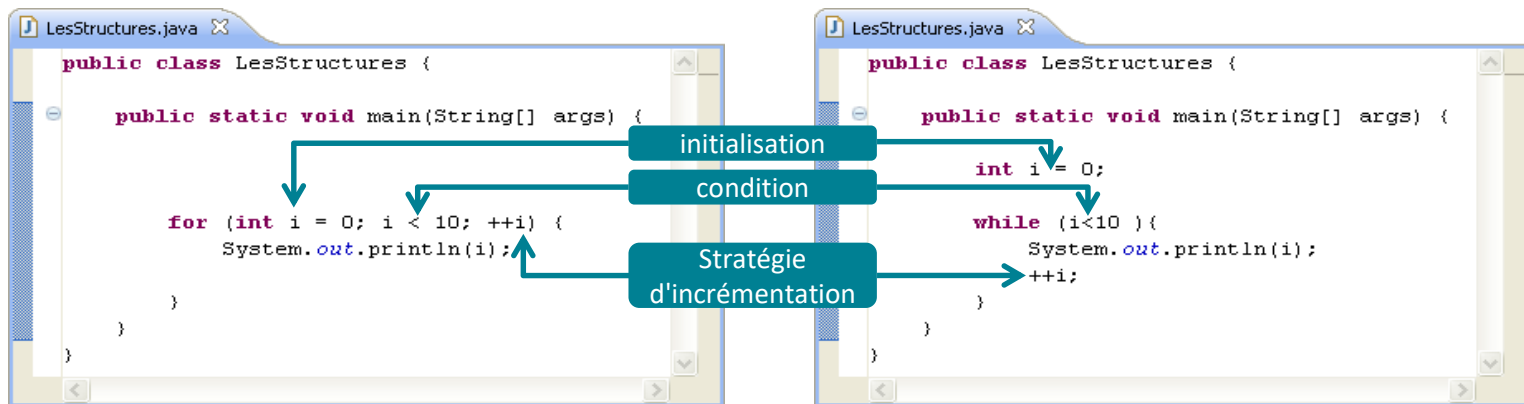 LesStructures.java
public class LesStructures {
public static void main(String[] args) {
for (int i = 0; i < 10; ++i) {
System.out.println(i);
}
}
}
initialisation
condition
Stratégie
d'incrémentation
LesStructures.java
public class LesStructures {
public static void main(String[] args) {
int i = 0;
while (i<10 ){
System.out.println(i);
++i;
}
}
}